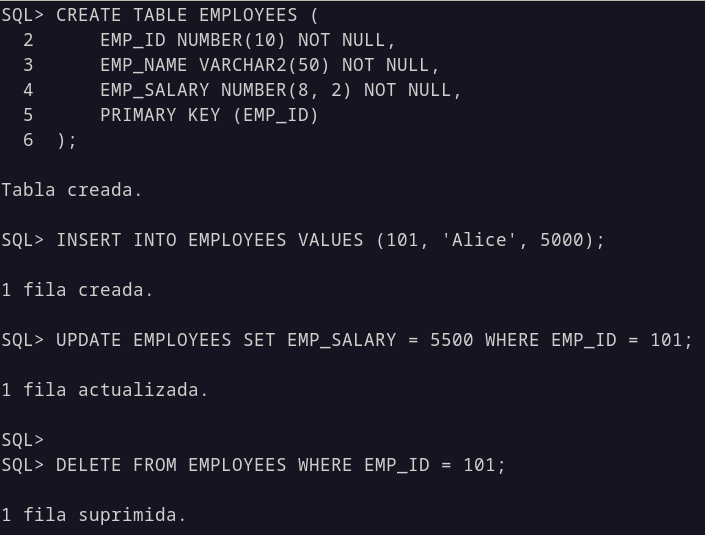 SQL> CREATE TABLE EMPLOYEES (
  2      EMP_ID NUMBER(10) NOT NULL,
  3      EMP_NAME VARCHAR2(50) NOT NULL,
  4      EMP_SALARY NUMBER(8, 2) NOT NULL,
  5      PRIMARY KEY (EMP_ID)
  6  );
Tabla creada.
SQL> INSERT INTO EMPLOYEES VALUES (101, 'Alice', 5000);
1 fila creada.
SQL> UPDATE EMPLOYEES SET EMP_SALARY = 5500 WHERE EMP_ID = 101;
1 fila actualizada.
SQL>
SQL> DELETE FROM EMPLOYEES WHERE EMP_ID = 101;
1 fila suprimida.